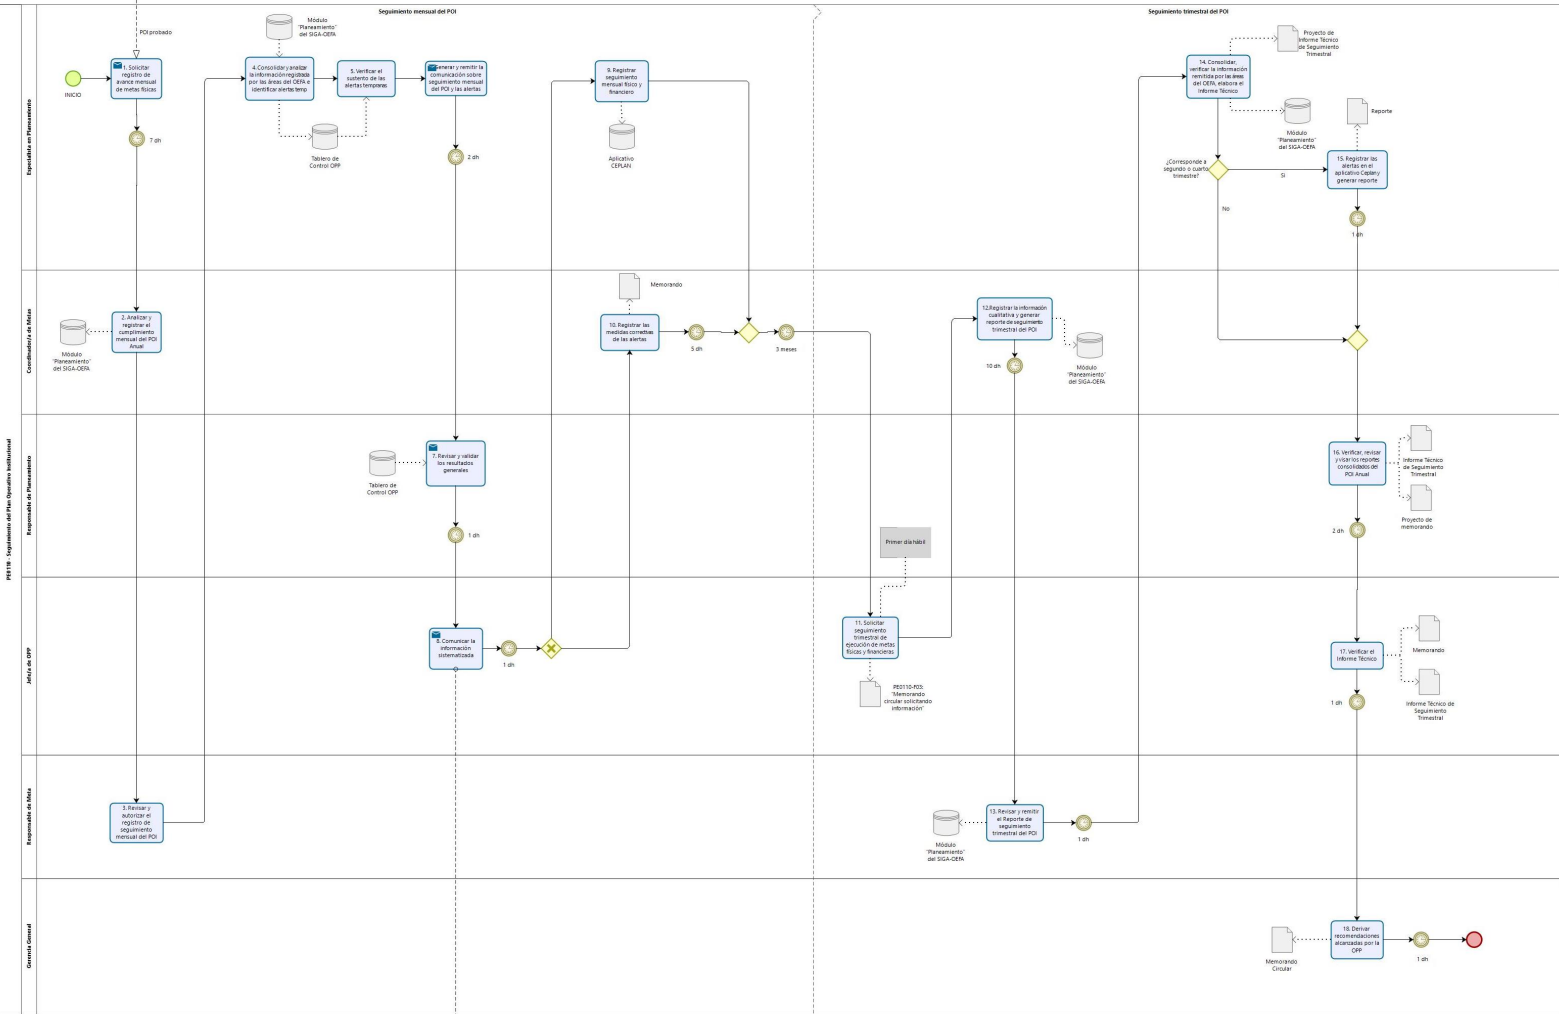 Seguimiento mensual del POI
Seguimiento trimestral del POI
PE0110 - Seguimiento del Plan Operativo Institucional
Especialista en Planeamiento
POI probado
INICIO
1. Solicitar
registro de
avance mensual
de metas físicas
7 dh
Módulo
"Planeamiento"
del SIGA-OEFA
4. Consolidar y analizar
la información registrada
por las áreas del OEFA e
identificar alertas temp
5. Verificar el
sustento de las
alertas tempranas
Tablero de
Control OPP
Generar y remitir la
comunicación sobre
seguimiento mensual
del POI y las alertas
2 dh
9. Registrar
seguimiento
mensual físico y
financiero
Aplicativo
CEPLAN
14. Consolidar,
verificar la información
remitida por las áreas
del OEFA, elabora el
Informe Técnico
Proyecto de
Informe Técnico
de Seguimiento
Trimestral
Módulo
"Planeamiento"
del SIGA-OEFA
Reporte
¿Corresponde a
segundo o cuarto
trimestre?
Si
No
15. Registrar las
alertas en el
aplicativo Ceplan y
generar reporte
1 dh
Coordinador/a de Metas
2. Analizar y
registrar el
cumplimiento
mensual del POI
Anual
Módulo
"Planeamiento"
del SIGA-OEFA
Memorando
10. Registrar las
medidas correctivas
de las alertas
5 dh
3 meses
12.Registrar la información
cualitativa y generar
reporte de seguimiento
trimestral del POI
10 dh
Módulo
"Planeamiento"
del SIGA-OEFA
Responsable de Planeamiento
Tablero de
Control OPP
7. Revisar y validar
los resultados
generales
1 dh
Primer día hábil
16. Verificar, revisar
y visar los reportes
consolidados del
POI Anual
Informe Técnico
de Seguimiento
Trimestral
Proyecto de
memorando
2 dh
Jefe/a de OPP
8. Comunicar la
información
sistematizada
1 dh
11. Solicitar
seguimiento
trimestral de
ejecución de metas
físicas y financieras
PE0110-F03:
"Memorando
circular solicitando
información"
17. Verificar el
Informe Técnico
Memorando
Informe Técnico de
Seguimiento
Trimestral
1 dh
Responsable de Meta
3. Revisar y
autorizar el
registro de
seguimiento
mensual del POI
Módulo
"Planeamiento"
del SIGA-OEFA
13. Revisar y remitir
el Reporte de
seguimiento
trimestral del POI
1 dh
Gerencia General
Memorando
Circular
18. Derivar
recomendaciones
alcanzadas por la
OPP
1 dh